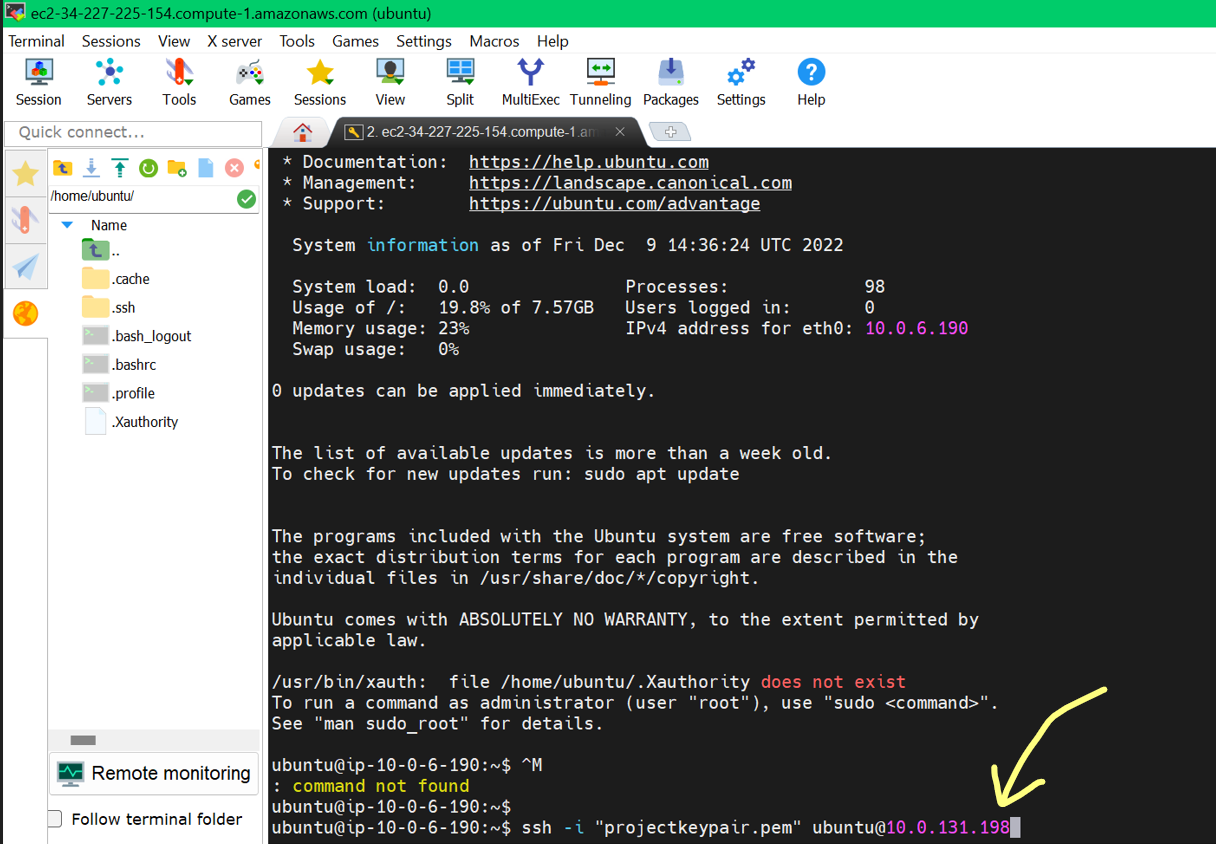 ec2-34-227-225-154.compute-1.amazonaws.com (ubuntu)
Terminal Sessions View X server Tools Games Settings Macros Help
Session Servers Tools Games Sessions View Split MultiExec Tunneling Packages Settings Help
Quick connect...
2. ec2-34-227-225-154.compute-1.am
/home/ubuntu/
Name
..
.cache
.ssh
.bash_logout
.bashrc
.profile
.Xauthority
Remote monitoring
Follow terminal folder
* Documentation:  https://help.ubuntu.com
* Management:     https://landscape.canonical.com
* Support:        https://ubuntu.com/advantage
System information as of Fri Dec  9 14:36:24 UTC 2022
System load:  0.0               Processes:             98
Usage of /:   19.8% of 7.57GB   Users logged in:       0
Memory usage: 23%               IPv4 address for eth0: 10.0.6.190
Swap usage:   0%
0 updates can be applied immediately.
The list of available updates is more than a week old.
To check for new updates run: sudo apt update
The programs included with the Ubuntu system are free software;
the exact distribution terms for each program are described in the
individual files in /usr/share/doc/*/copyright.
Ubuntu comes with ABSOLUTELY NO WARRANTY, to the extent permitted by
applicable law.
/usr/bin/xauth:  file /home/ubuntu/.Xauthority does not exist
To run a command as administrator (user "root"), use "sudo <command>".
See "man sudo_root" for details.
ubuntu@ip-10-0-6-190:~$ ^M
: command not found
ubuntu@ip-10-0-6-190:~$
ubuntu@ip-10-0-6-190:~$ ssh -i "projectkeypair.pem" ubuntu@10.0.131.198